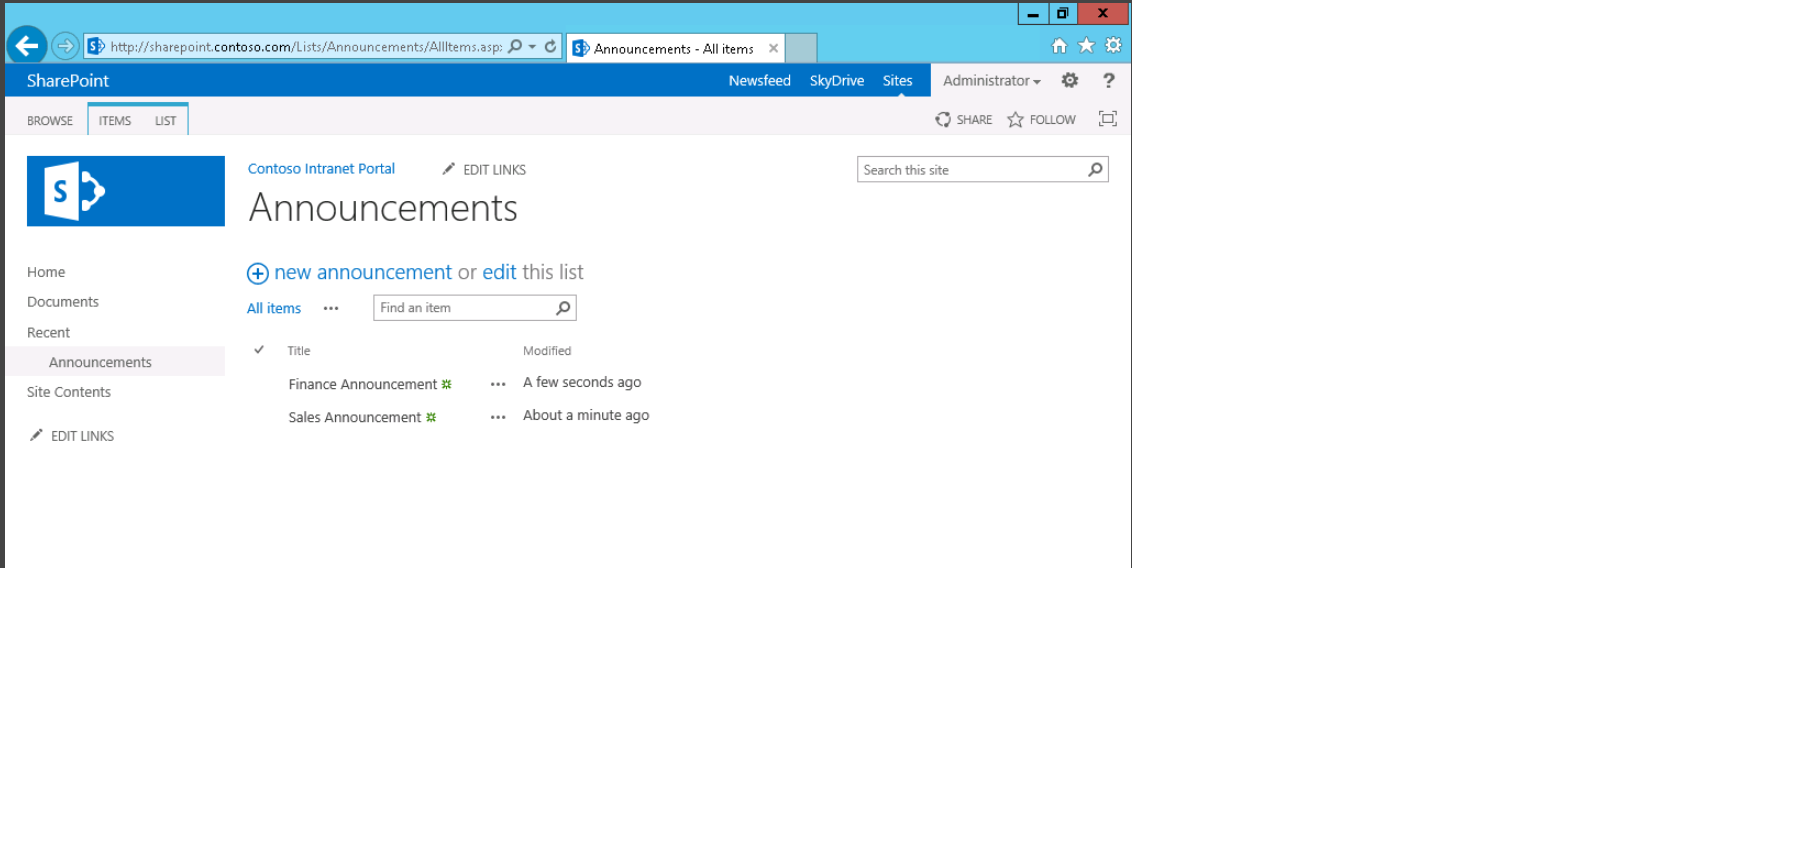 http://sharepoint.contoso.com/Lists/Announcements/AllItems.asp:
Announcements - All items
SharePoint
Newsfeed SkyDrive Sites Administrator ?
BROWSE ITEMS LIST
SHARE FOLLOW
S
Contoso Intranet Portal EDIT LINKS
Search this site
Announcements
Home
Documents
Recent
Announcements
Site Contents
EDIT LINKS
new announcement or edit this list
All items ... Find an item
Title Modified
Finance Announcement ... A few seconds ago
Sales Announcement ... About a minute ago